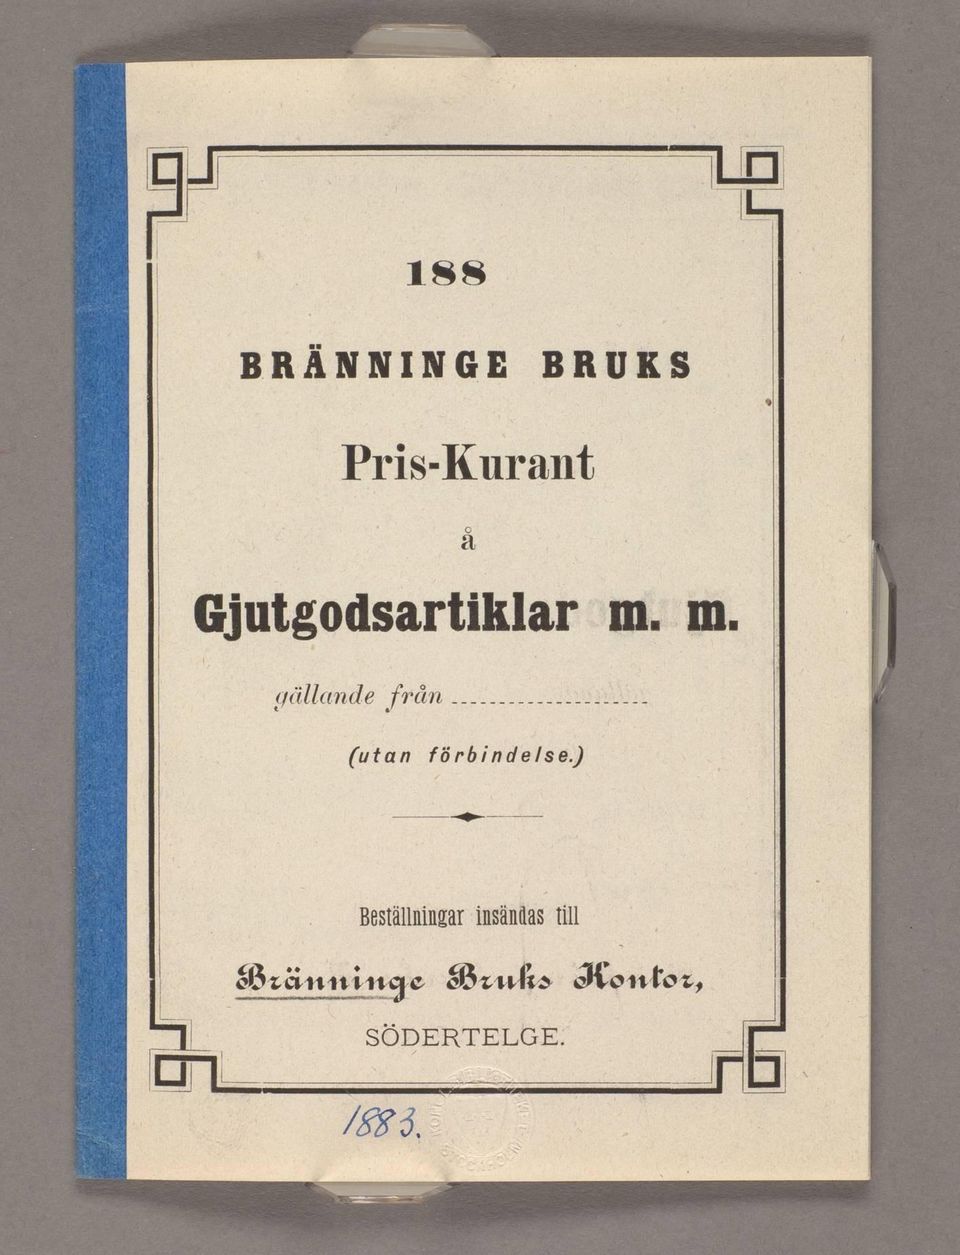 188
BRÄNNINGE BRUKS
Pris-Kurant
å
Gjutgodsartiklar m. m.
gällande från
(utan förbindelse.)
Beställningar insändas till
Bränninge Bruks Kontor,
SÖDERTELGE.
1883.